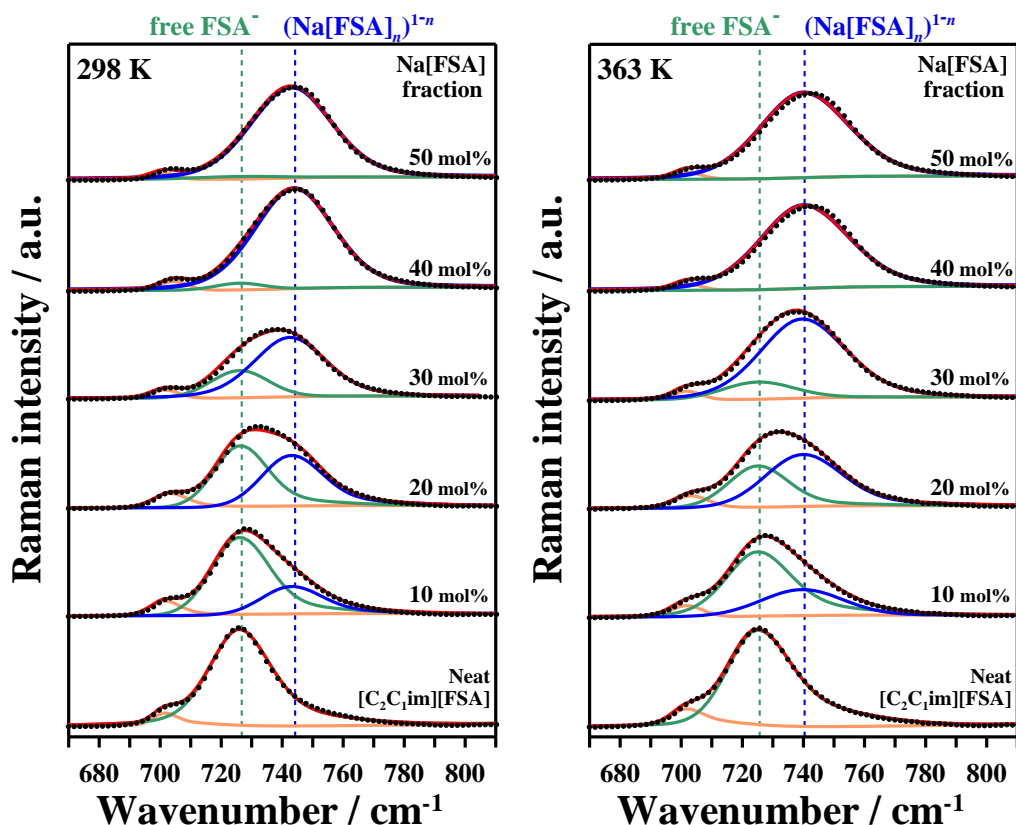 free FSA⁻ (Na[FSA]ₙ)¹⁻ⁿ
298 K
Na[FSA]
fraction
50 mol%
40 mol%
30 mol%
20 mol%
10 mol%
Neat
[C₂C₁im][FSA]
Raman intensity / a.u.
680 700 720 740 760 780 800
Wavenumber / cm⁻¹
free FSA⁻ (Na[FSA]ₙ)¹⁻ⁿ
363 K
Na[FSA]
fraction
50 mol%
40 mol%
30 mol%
20 mol%
10 mol%
Neat
[C₂C₁im][FSA]
Raman intensity / a.u.
680 700 720 740 760 780 800
Wavenumber / cm⁻¹